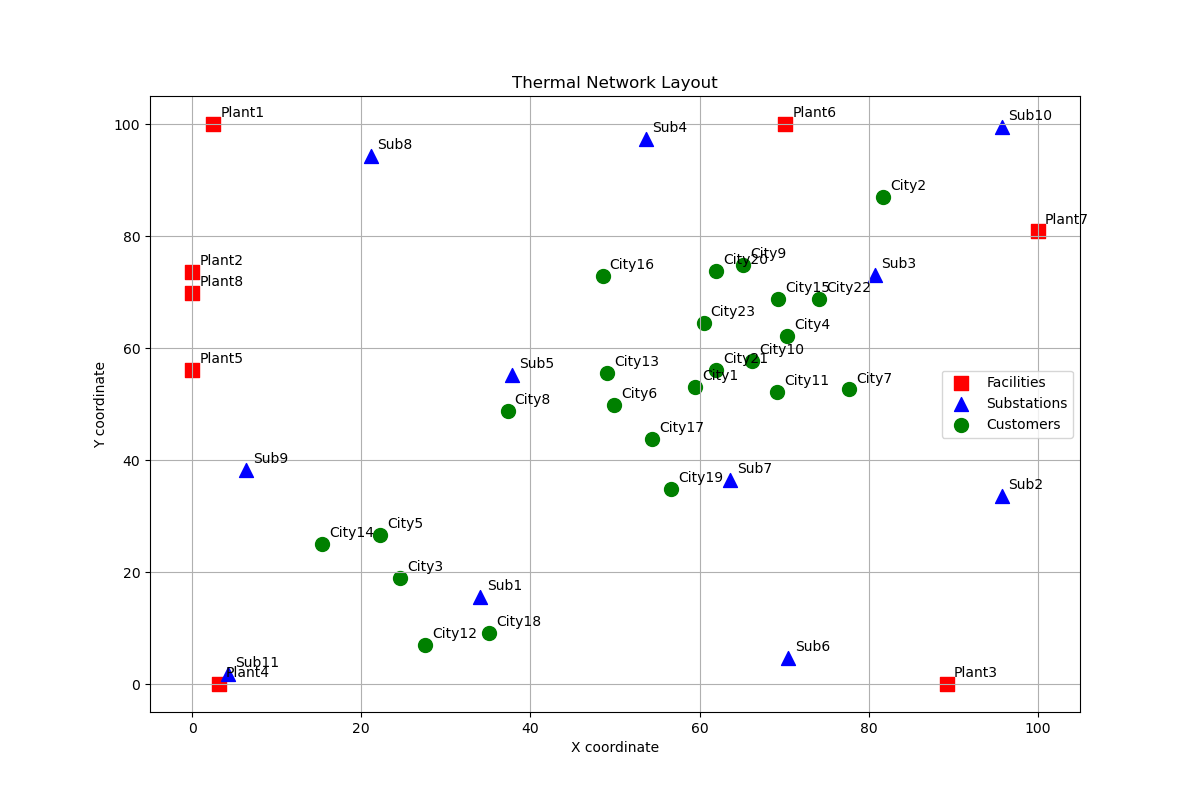 Thermal Network Layout
Plant1
Plant6
Sub10
Sub4
Sub8
City2
Plant7
City9
City20
Plant2
City16
Sub3
Plant8
City15
City22
City23
City4
Plant5
City10
City21
City13
Sub5
City1
City11
City7
City8
City6
City17
Sub9
Sub7
City19
Sub2
City14
City5
City3
Sub1
City18
City12
Sub6
Sub11
Plant4
Plant3
Facilities
Substations
Customers
100
80
60
40
20
0
Y coordinate
0
20
40
60
80
100
X coordinate